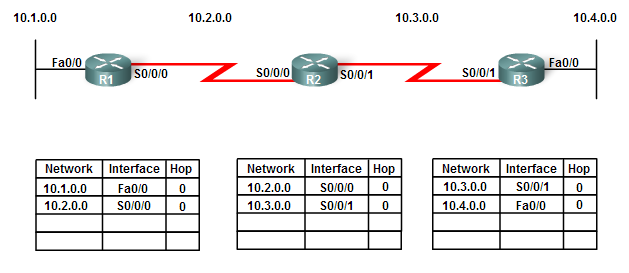 10.1.0.0 10.2.0.0 10.3.0.0 10.4.0.0
Fa0/0 R1 S0/0/0 S0/0/0 R2 S0/0/1 S0/0/1 R3 Fa0/0
Network Interface Hop
10.1.0.0 Fa0/0 0
10.2.0.0 S0/0/0 0
Network Interface Hop
10.2.0.0 S0/0/0 0
10.3.0.0 S0/0/1 0
Network Interface Hop
10.3.0.0 S0/0/1 0
10.4.0.0 Fa0/0 0